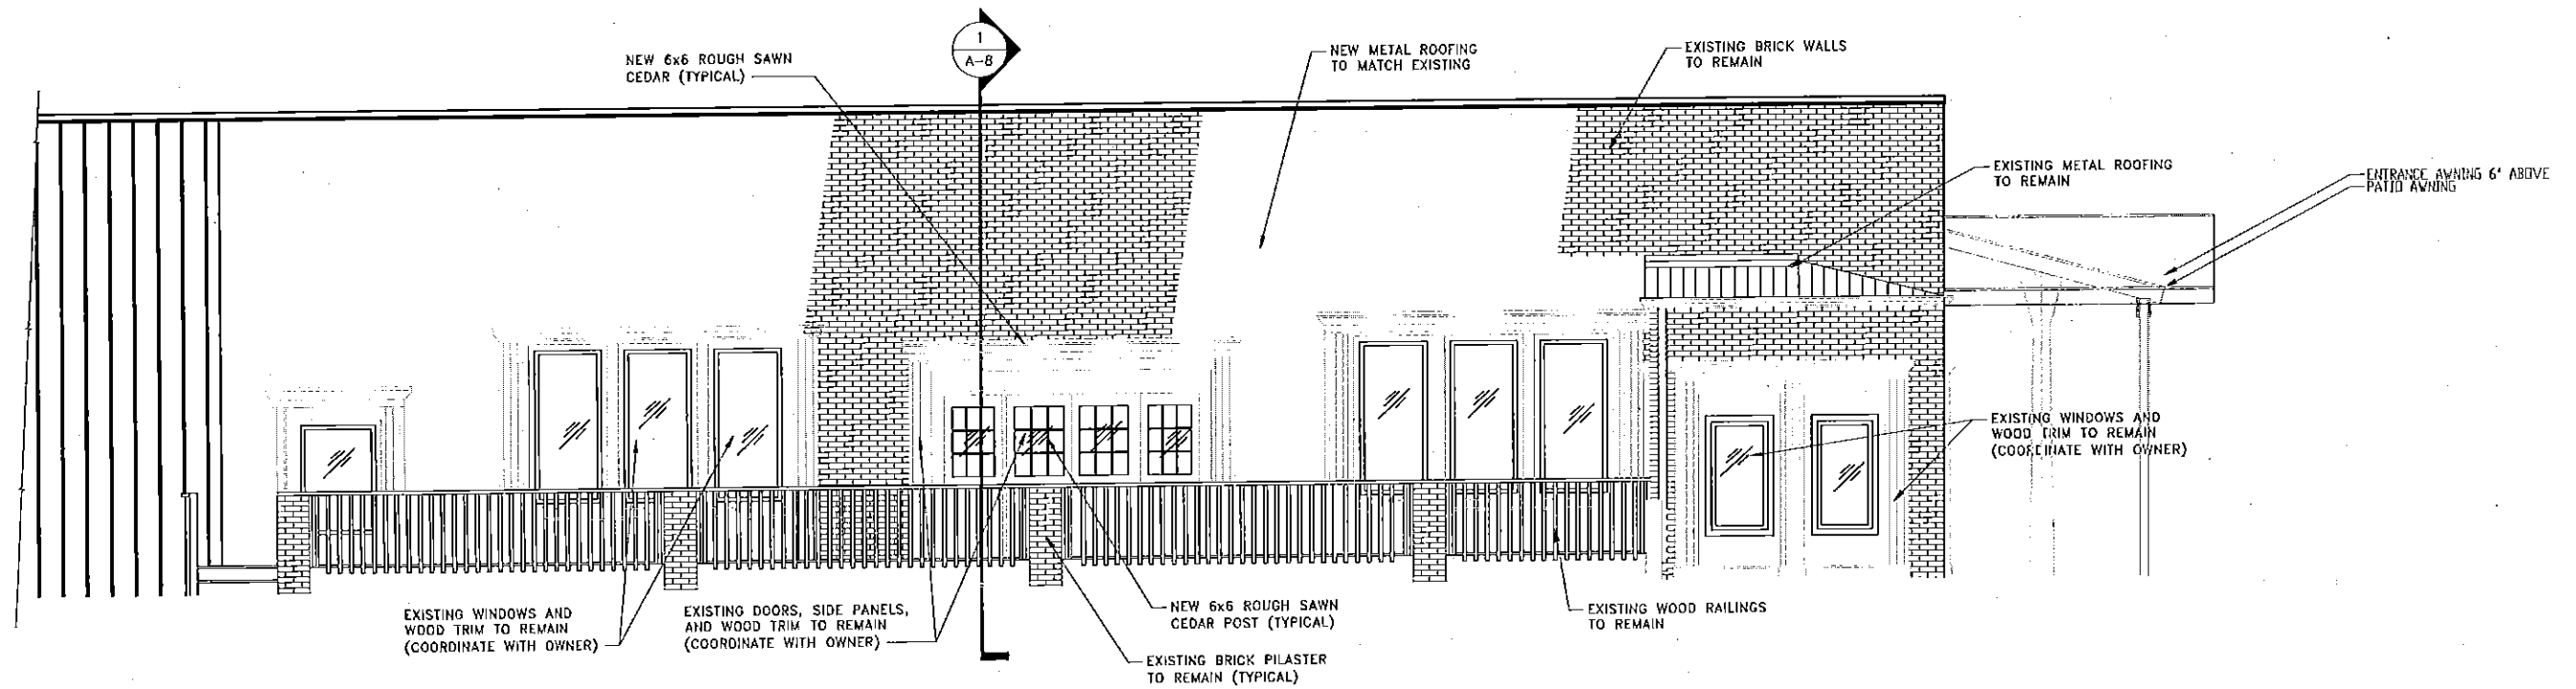 1
A-8
NEW 6x6 ROUGH SAWN
CEDAR (TYPICAL)
NEW METAL ROOFING
TO MATCH EXISTING
EXISTING BRICK WALLS
TO REMAIN
EXISTING METAL ROOFING
TO REMAIN
ENTRANCE AWNING 6' ABOVE
PATIO AWNING
EXISTING WINDOWS AND
WOOD TRIM TO REMAIN
(COORDINATE WITH OWNER)
EXISTING WINDOWS AND
WOOD TRIM TO REMAIN
(COORDINATE WITH OWNER)
EXISTING DOORS, SIDE PANELS,
AND WOOD TRIM TO REMAIN
(COORDINATE WITH OWNER)
NEW 6x6 ROUGH SAWN
CEDAR POST (TYPICAL)
EXISTING WOOD RAILINGS
TO REMAIN
EXISTING BRICK PILASTER
TO REMAIN (TYPICAL)